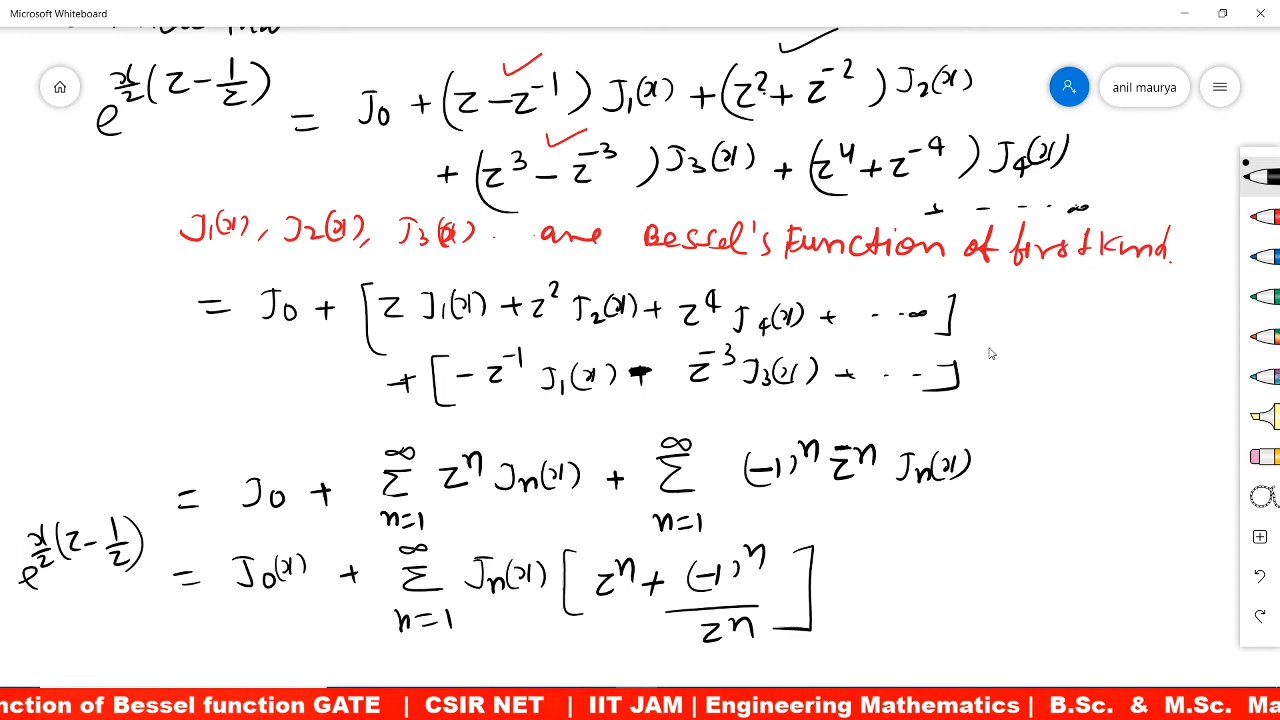 Microsoft Whiteboard
e^{x/2(z - 1/z)} = J0 + (z - z^{-1}) J1(x) + (z^2 + z^{-2}) J2(x)
anil maurya
+ (z^3 - z^{-3}) J3(x) + (z^4 + z^{-4}) J4(x)
+ - - . . ∞
J1(x), J2(x), J3(x) . . . are Bessel's Function of first kind.
= J0 + [z J1(x) + z^2 J2(x) + z^4 J4(x) + . . . ∞]
+ [- z^{-1} J1(x) - z^{-3} J3(x) + . . . ]
= J0 + ∑_{n=1}^{∞} z^n Jn(x) + ∑_{n=1}^{∞} (-1)^n z^{-n} Jn(x)
e^{x/2(z - 1/z)} = J0(x) + ∑_{n=1}^{∞} Jn(x) [z^n + (-1)^n / z^n]
nction of Bessel function GATE | CSIR NET | IIT JAM | Engineering Mathematics | B.Sc. & M.Sc. Ma